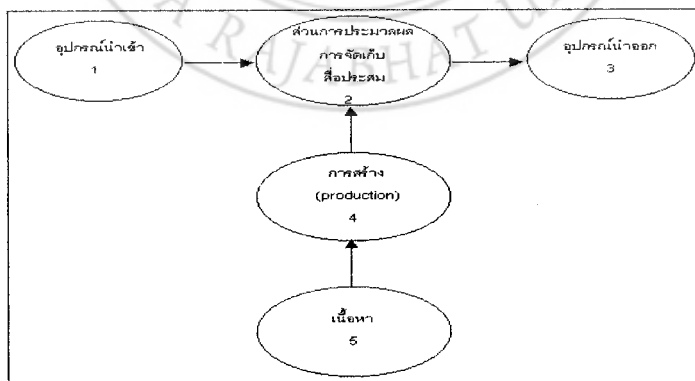 อุปกรณ์นำเข้า
1
ส่วนการประมวลผล
การจัดเก็บ
สื่อประสม
2
อุปกรณ์นำออก
3
การสร้าง
(production)
4
เนื้อหา
5
A RAJABHAT U